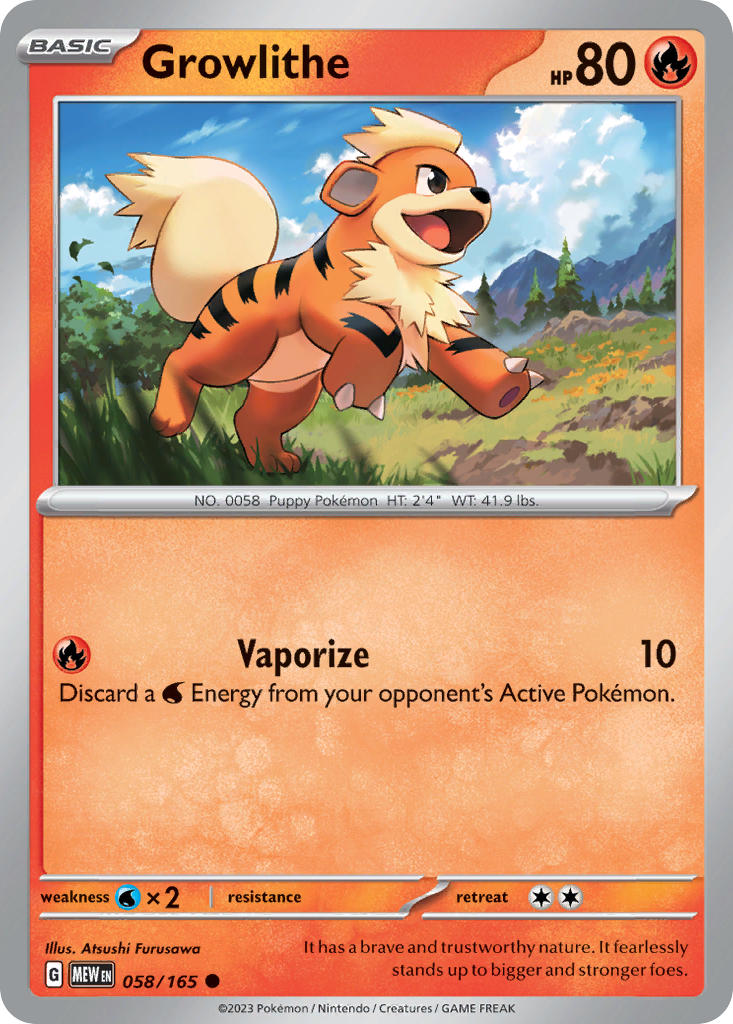 BASIC
Growlithe
HP 80
NO. 0058 Puppy Pokémon HT: 2'4" WT: 41.9 lbs.
Vaporize 10
Discard a Energy from your opponent's Active Pokémon.
weakness ×2 resistance retreat
Illus. Atsushi Furusawa
It has a brave and trustworthy nature. It fearlessly
stands up to bigger and stronger foes.
G MEW EN 058/165
©2023 Pokémon / Nintendo / Creatures / GAME FREAK